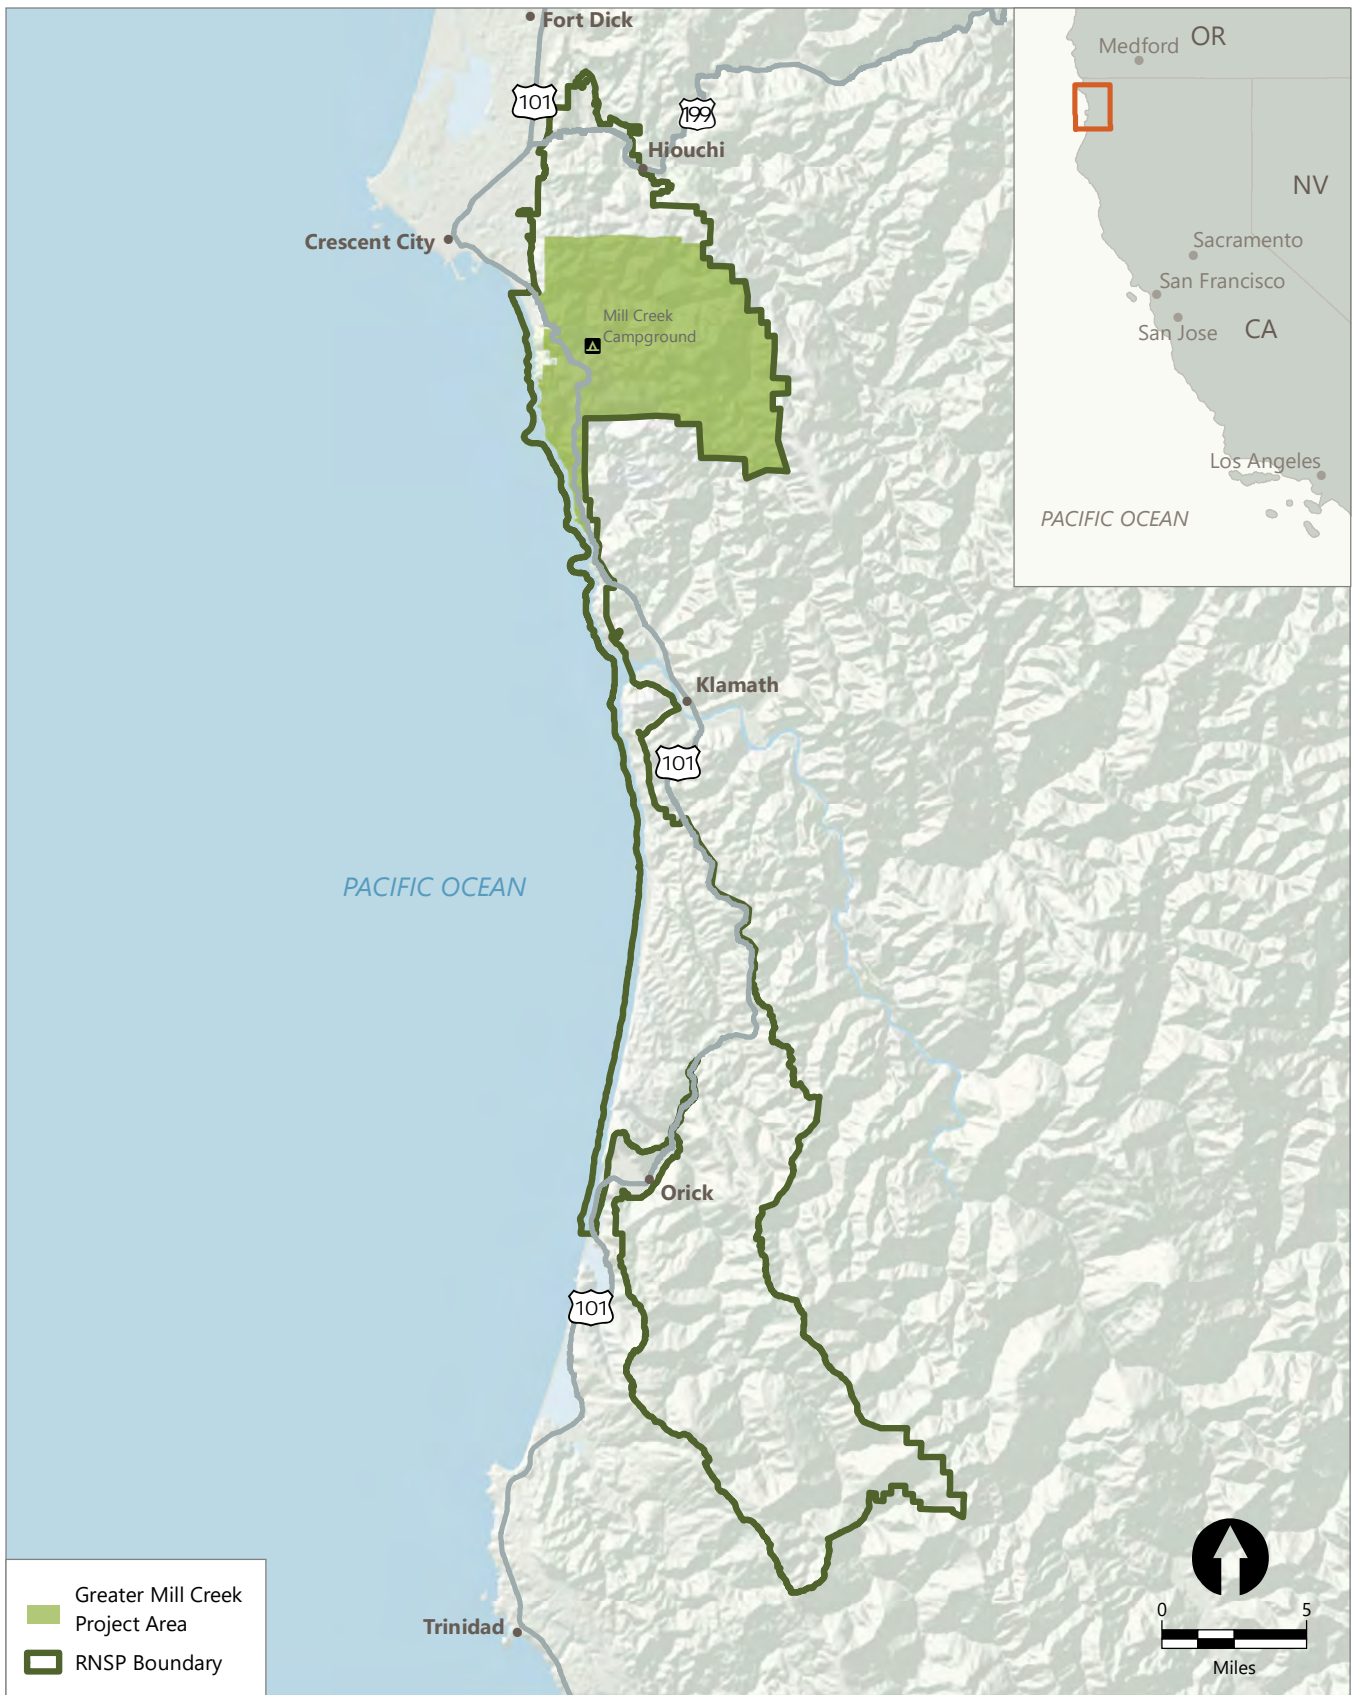 Fort Dick
101
199
Hiouchi
Crescent City
Mill Creek
Campground
Klamath
101
PACIFIC OCEAN
Orick
101
Trinidad
Medford
OR
NV
Sacramento
San Francisco
San Jose
CA
Los Angeles
PACIFIC OCEAN
Greater Mill Creek
Project Area
RNSP Boundary
0 5
Miles